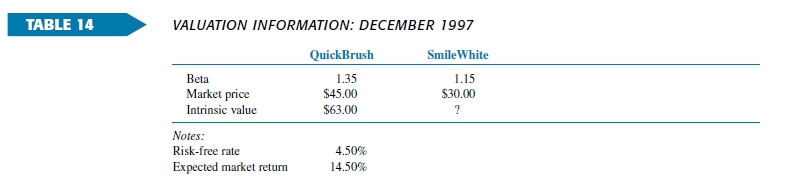 TABLE 14 VALUATION INFORMATION: DECEMBER 1997
QuickBrush SmileWhite
Beta 1.35 1.15
Market price $45.00 $30.00
Intrinsic value $63.00 ?
Notes:
Risk-free rate 4.50%
Expected market return 14.50%